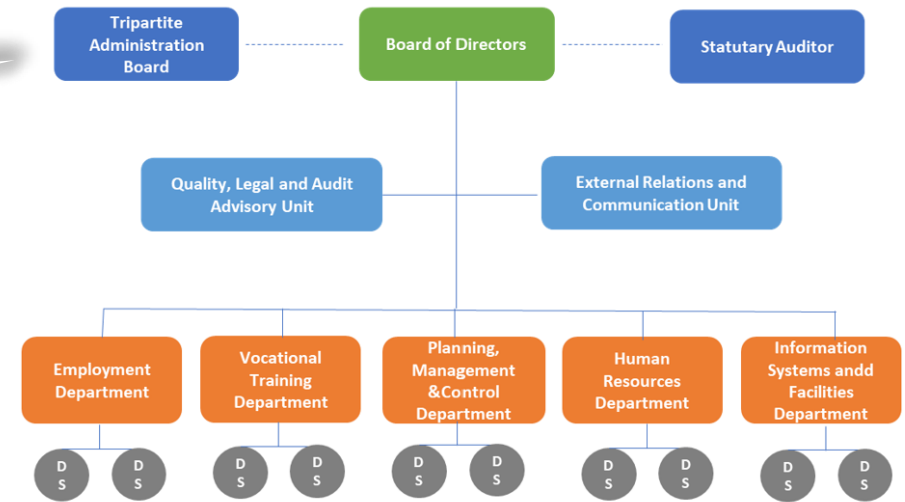 Tripartite
Administration
Board
Board of Directors
Statutary Auditor
Quality, Legal and Audit
Advisory Unit
External Relations and
Communication Unit
Employment
Department
Vocational
Training
Department
Planning,
Management
&Control
Department
Human
Resources
Department
Information
Systems andd
Facilities
Department
D
S
D
S
D
S
D
S
D
S
D
S
D
S
D
S
D
S
D
S